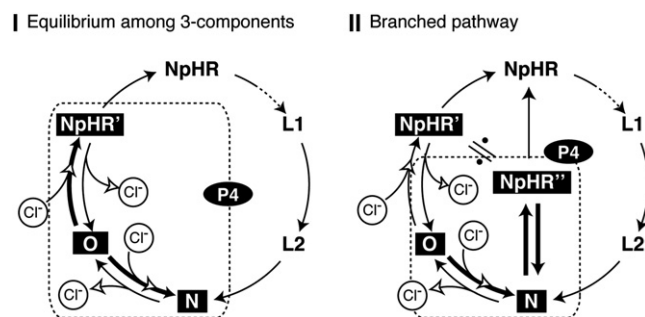 I Equilibrium among 3-components
NpHR
NpHR'
L1
Cl⁻
Cl⁻
P4
O
Cl⁻
L2
Cl⁻
N
II Branched pathway
NpHR
NpHR'
L1
P4
Cl⁻
NpHR''
Cl⁻
O
Cl⁻
L2
Cl⁻
N